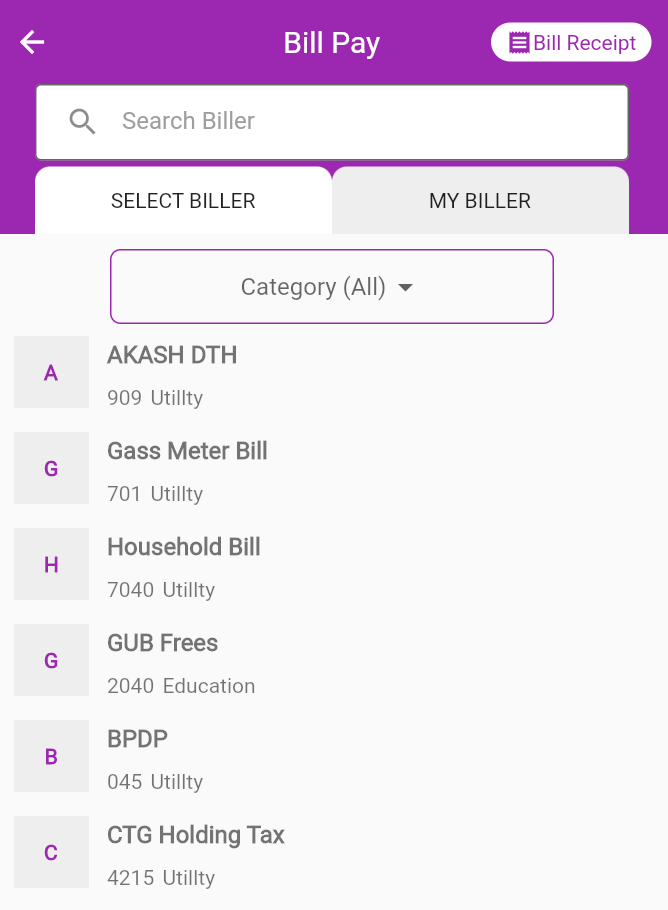 Bill Pay
Bill Receipt
Search Biller
SELECT BILLER
MY BILLER
Category (All)
A
AKASH DTH
909 Utillty
G
Gass Meter Bill
701 Utillty
H
Household Bill
7040 Utillty
G
GUB Frees
2040 Education
B
BPDP
045 Utillty
C
CTG Holding Tax
4215 Utillty